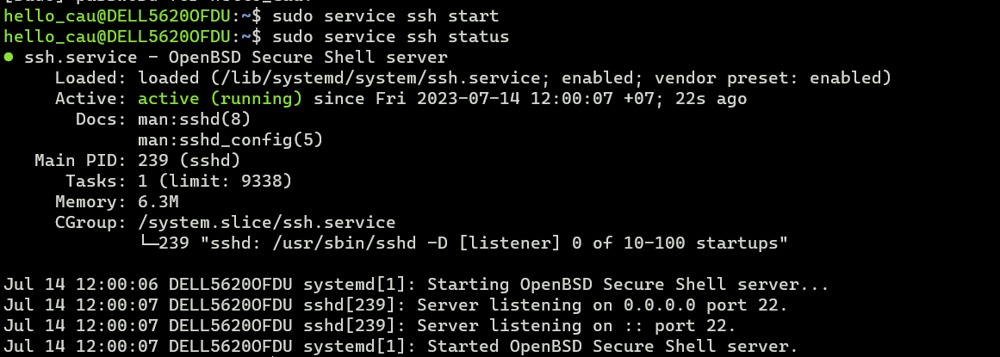 hello_cau@DELL5620OFDU:~$ sudo service ssh start
hello_cau@DELL5620OFDU:~$ sudo service ssh status
● ssh.service - OpenBSD Secure Shell server
     Loaded: loaded (/lib/systemd/system/ssh.service; enabled; vendor preset: enabled)
     Active: active (running) since Fri 2023-07-14 12:00:07 +07; 22s ago
       Docs: man:sshd(8)
             man:sshd_config(5)
   Main PID: 239 (sshd)
      Tasks: 1 (limit: 9338)
     Memory: 6.3M
     CGroup: /system.slice/ssh.service
             └─239 "sshd: /usr/sbin/sshd -D [listener] 0 of 10-100 startups"

Jul 14 12:00:06 DELL5620OFDU systemd[1]: Starting OpenBSD Secure Shell server...
Jul 14 12:00:07 DELL5620OFDU sshd[239]: Server listening on 0.0.0.0 port 22.
Jul 14 12:00:07 DELL5620OFDU sshd[239]: Server listening on :: port 22.
Jul 14 12:00:07 DELL5620OFDU systemd[1]: Started OpenBSD Secure Shell server.